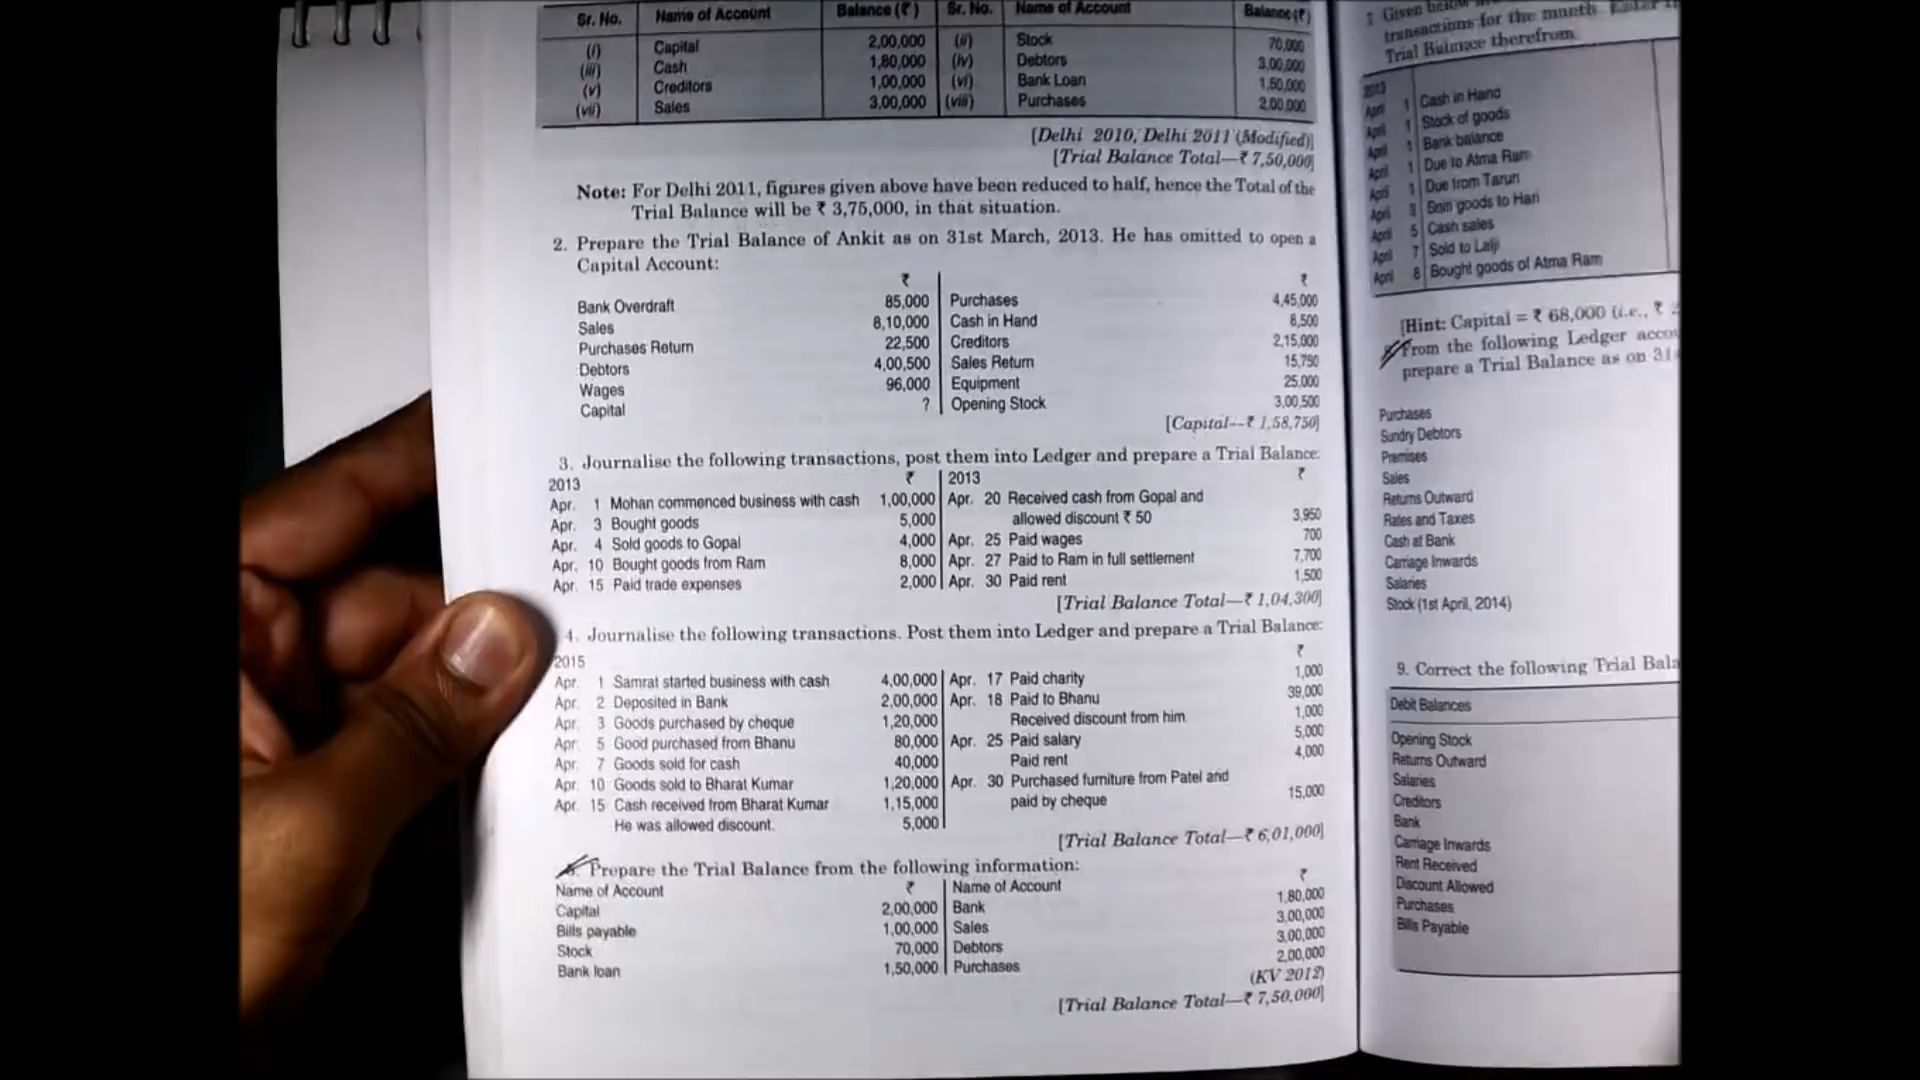 Sr. No. Name of Account Balance (₹) Sr. No. Name of Account Balance (₹)
(i) Capital 2,00,000 (ii) Stock 70,000
(iii) Cash 1,80,000 (iv) Debtors 3,00,000
(v) Creditors 1,00,000 (vi) Bank Loan 1,50,000
(vii) Sales 3,00,000 (viii) Purchases 2,00,000
[Delhi 2010, Delhi 2011 (Modified)]
[Trial Balance Total—₹ 7,50,000]
Note: For Delhi 2011, figures given above have been reduced to half, hence the Total of the
Trial Balance will be ₹ 3,75,000, in that situation.
2. Prepare the Trial Balance of Ankit as on 31st March, 2013. He has omitted to open a
Capital Account:
₹ ₹
Bank Overdraft 85,000 Purchases 4,45,000
Sales 8,10,000 Cash in Hand 8,500
Purchases Return 22,500 Creditors 2,15,000
Debtors 4,00,500 Sales Return 15,750
Wages 96,000 Equipment 25,000
Capital ? Opening Stock 3,00,500
[Capital--₹ 1,58,750]
3. Journalise the following transactions, post them into Ledger and prepare a Trial Balance:
2013 ₹ 2013 ₹
Apr. 1 Mohan commenced business with cash 1,00,000 Apr. 20 Received cash from Gopal and
Apr. 3 Bought goods 5,000 allowed discount ₹ 50 3,950
Apr. 4 Sold goods to Gopal 4,000 Apr. 25 Paid wages 700
Apr. 10 Bought goods from Ram 8,000 Apr. 27 Paid to Ram in full settlement 7,700
Apr. 15 Paid trade expenses 2,000 Apr. 30 Paid rent 1,500
[Trial Balance Total—₹ 1,04,300]
4. Journalise the following transactions. Post them into Ledger and prepare a Trial Balance:
2015 ₹
Apr. 1 Samrat started business with cash 4,00,000 Apr. 17 Paid charity 1,000
Apr. 2 Deposited in Bank 2,00,000 Apr. 18 Paid to Bhanu 39,000
Apr. 3 Goods purchased by cheque 1,20,000 Received discount from him 1,000
Apr. 5 Good purchased from Bhanu 80,000 Apr. 25 Paid salary 5,000
Apr. 7 Goods sold for cash 40,000 Paid rent 4,000
Apr. 10 Goods sold to Bharat Kumar 1,20,000 Apr. 30 Purchased furniture from Patel and
Apr. 15 Cash received from Bharat Kumar 1,15,000 paid by cheque 15,000
He was allowed discount. 5,000
[Trial Balance Total—₹ 6,01,000]
Prepare the Trial Balance from the following information:
Name of Account ₹ Name of Account ₹
Capital 2,00,000 Bank 1,80,000
Bills payable 1,00,000 Sales 3,00,000
Stock 70,000 Debtors 3,00,000
Bank loan 1,50,000 Purchases 2,00,000
(KV 2012)
[Trial Balance Total—₹ 7,50,000]
7 Given
transactions for the month.
Trial Balance therefrom
2013
April 1 Cash in Hand
April 1 Stock of goods
April 1 Bank balance
April 1 Due to Atma Ram
April 1 Due from Tarun
April goods to Hari
April 5 Cash sales
April 7 Sold to Lalji
April 8 Bought goods of Atma Ram
[Hint: Capital = ₹ 68,000 (i.e., ₹
From the following Ledger
prepare a Trial Balance as on
Purchases
Sundry Debtors
Premises
Sales
Returns Outward
Rates and Taxes
Cash at Bank
Carriage Inwards
Salaries
Stock (1st April, 2014)
9. Correct the following Trial
Debit Balances
Opening Stock
Returns Outward
Salaries
Creditors
Bank
Carriage Inwards
Rent Received
Discount Allowed
Purchases
Bills Payable